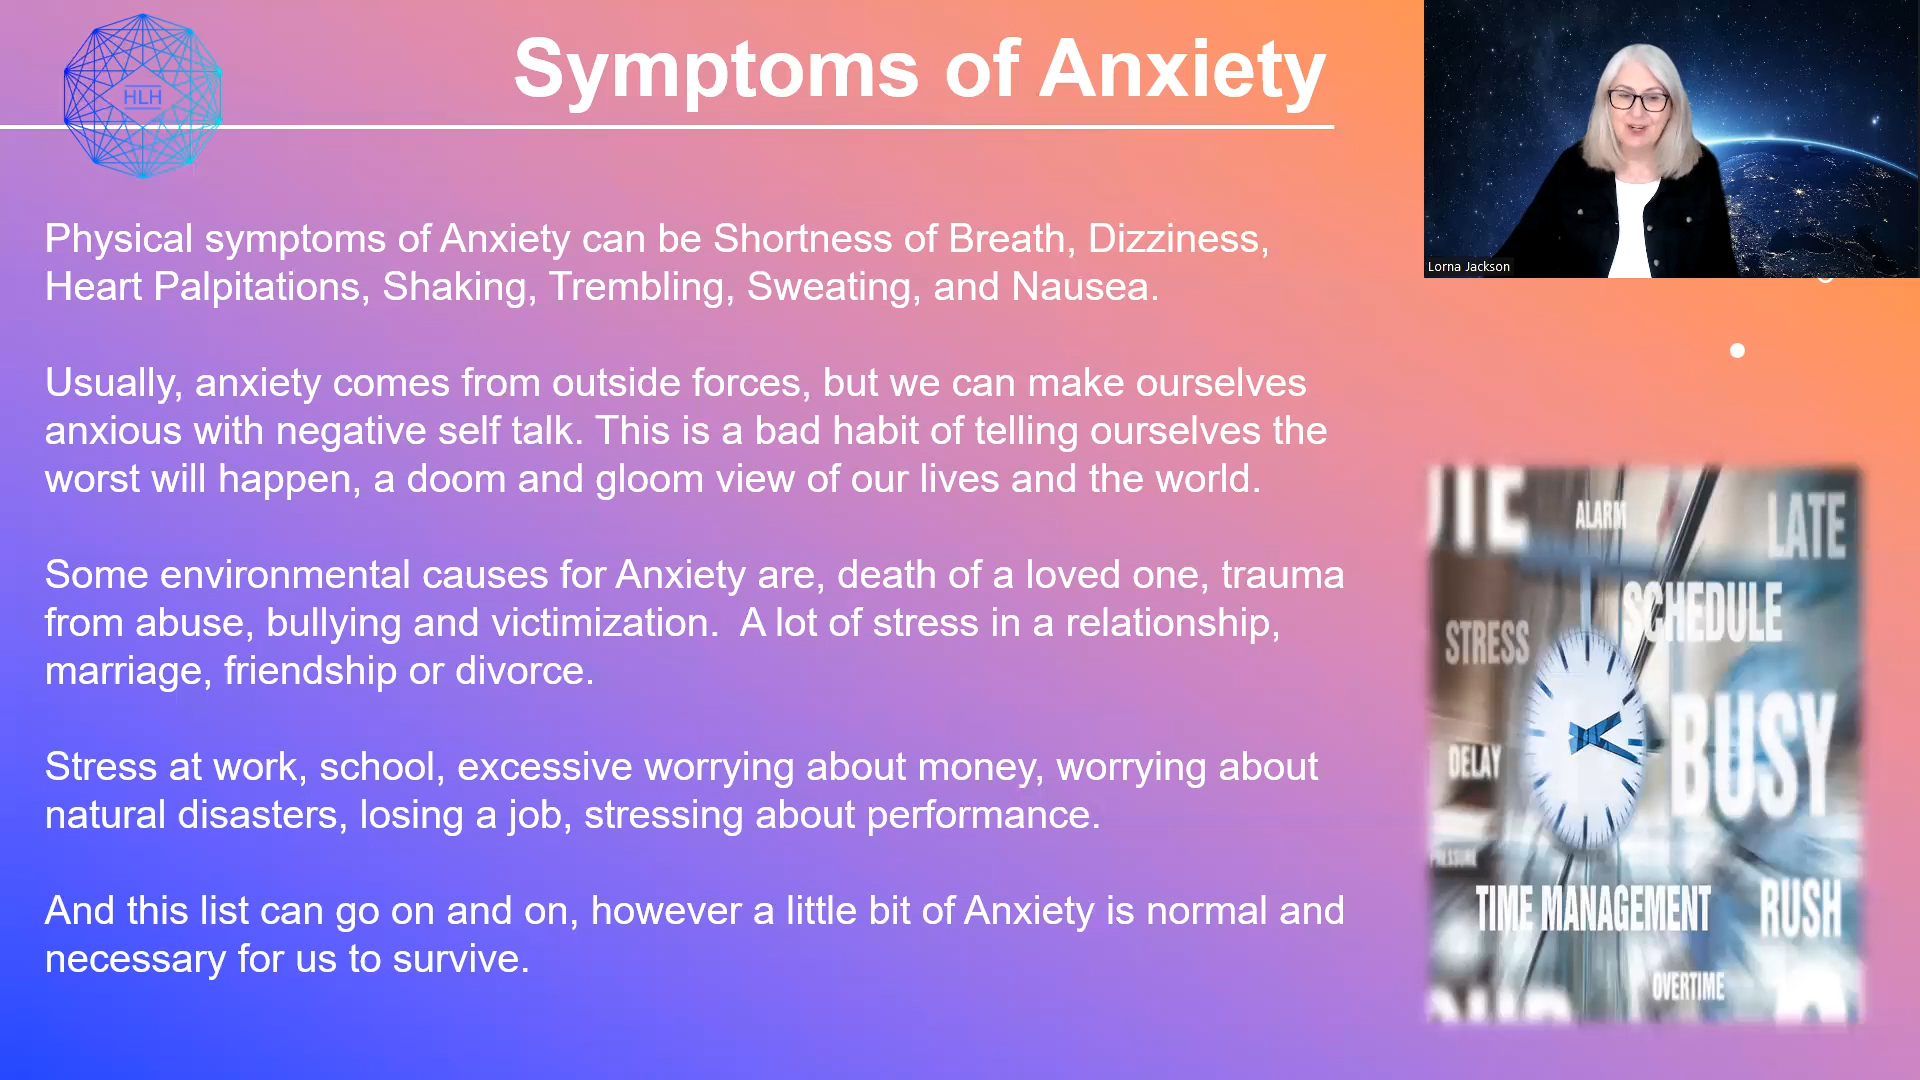 HLH
Symptoms of Anxiety
Lorna Jackson
Physical symptoms of Anxiety can be Shortness of Breath, Dizziness,
Heart Palpitations, Shaking, Trembling, Sweating, and Nausea.
Usually, anxiety comes from outside forces, but we can make ourselves
anxious with negative self talk. This is a bad habit of telling ourselves the
worst will happen, a doom and gloom view of our lives and the world.
Some environmental causes for Anxiety are, death of a loved one, trauma
from abuse, bullying and victimization.  A lot of stress in a relationship,
marriage, friendship or divorce.
Stress at work, school, excessive worrying about money, worrying about
natural disasters, losing a job, stressing about performance.
And this list can go on and on, however a little bit of Anxiety is normal and
necessary for us to survive.
ALARM
LATE
SCHEDULE
STRESS
BUSY
DELAY
PRESSURE
TIME MANAGEMENT
RUSH
OVERTIME